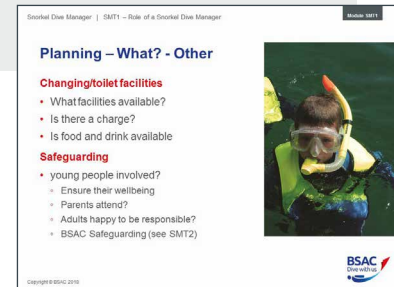 Snorkel Dive Manager | SMT1 – Role of a Snorkel Dive Manager
Module SMT1
Planning – What? - Other
Changing/toilet facilities
• What facilities available?
• Is there a charge?
• Is food and drink available
Safeguarding
• young people involved?
Ensure their wellbeing
Parents attend?
Adults happy to be responsible?
BSAC Safeguarding (see SMT2)
BSAC
Dive with us
Copyright © BSAC 2019